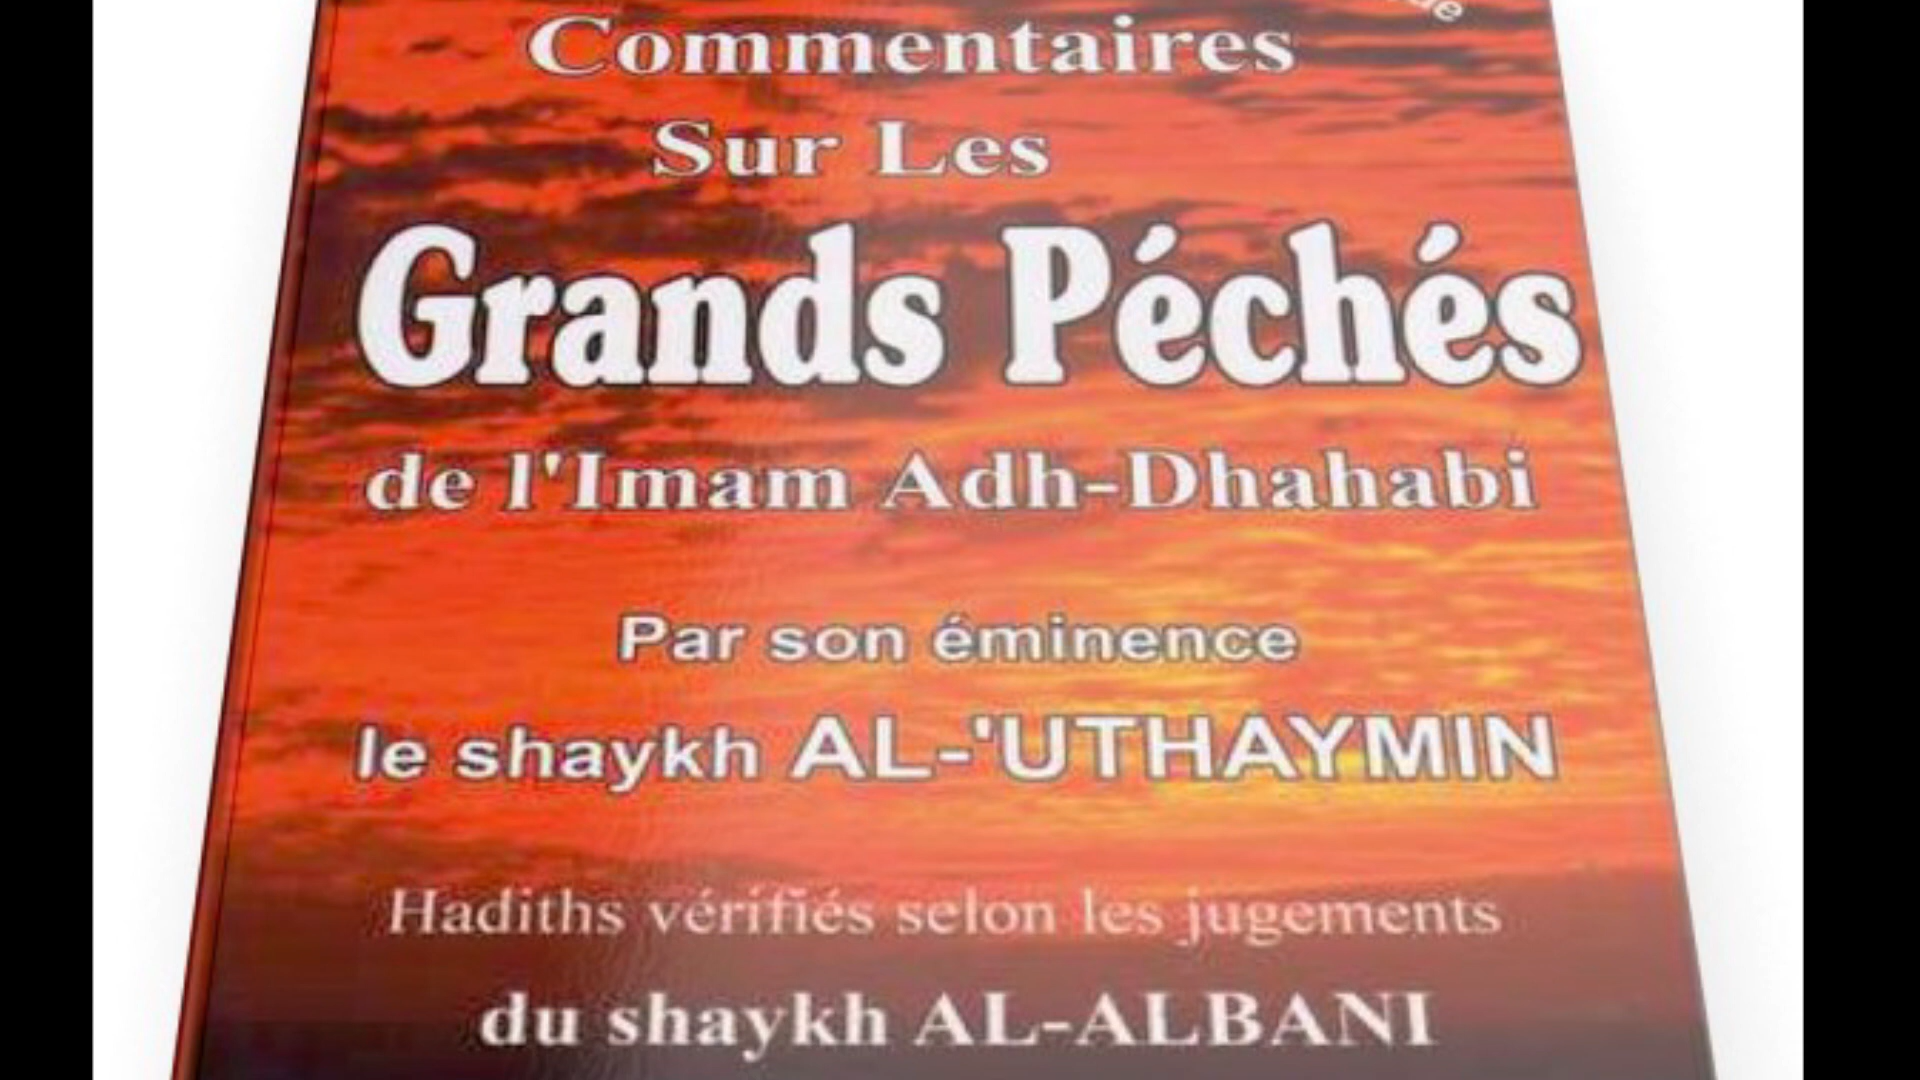 Commentaires
Sur Les
Grands Péchés
de l'Imam Adh-Dhahabi
Par son éminence
le shaykh AL-'UTHAYMIN
Hadiths vérifiés selon les jugements
du shaykh AL-ALBANI